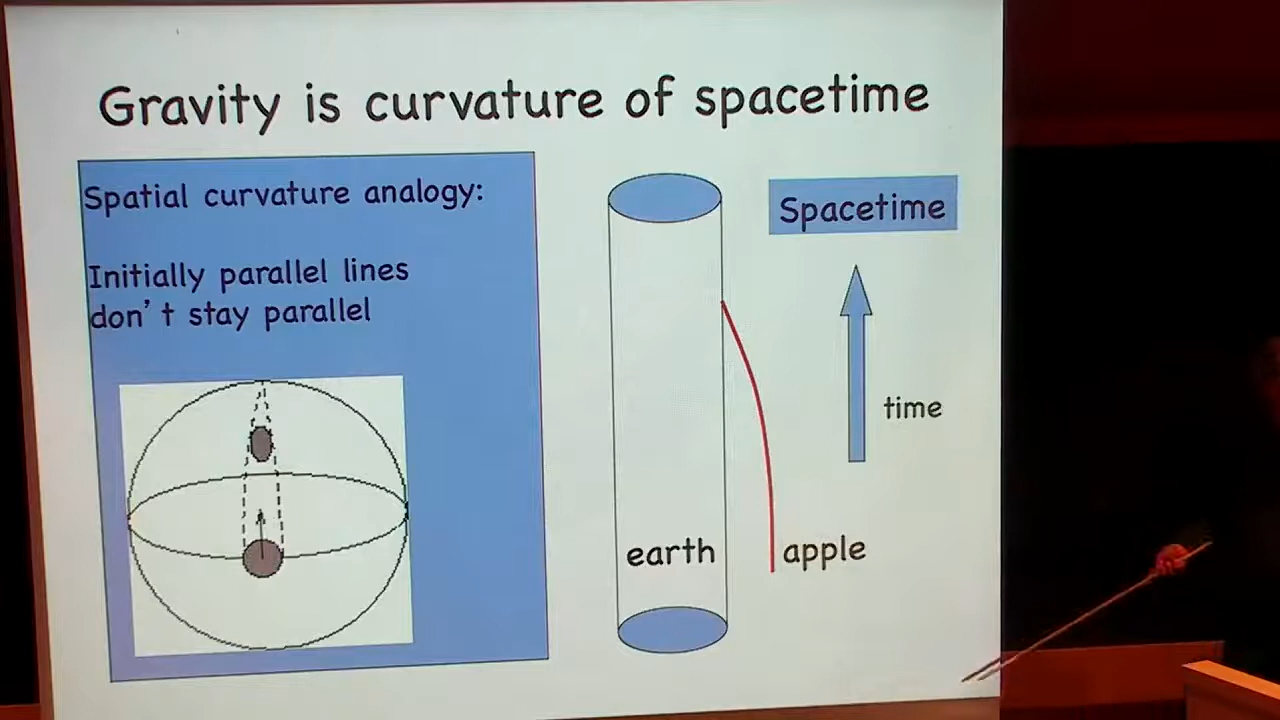 Gravity is curvature of spacetime
Spatial curvature analogy:
Initially parallel lines
don't stay parallel
Spacetime
time
earth
apple